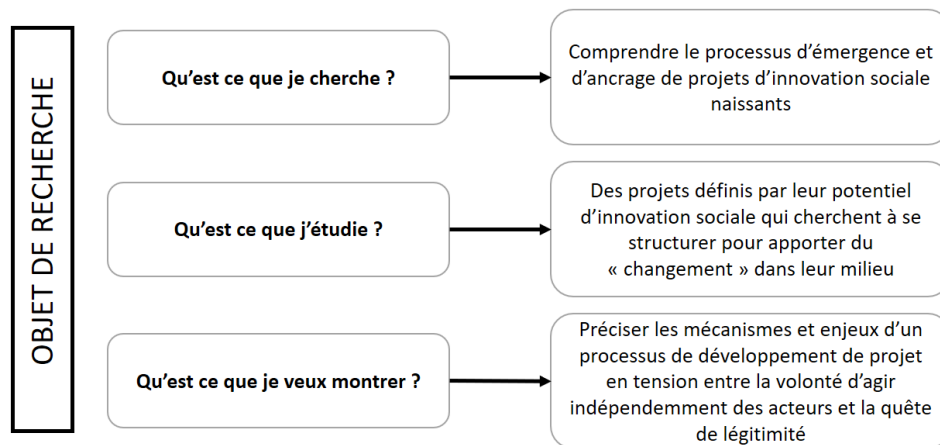 OBJET DE RECHERCHE
Qu’est ce que je cherche ?
Comprendre le processus d’émergence et
d’ancrage de projets d’innovation sociale
naissants
Qu’est ce que j’étudie ?
Des projets définis par leur potentiel
d’innovation sociale qui cherchent à se
structurer pour apporter du
« changement » dans leur milieu
Qu’est ce que je veux montrer ?
Préciser les mécanismes et enjeux d’un
processus de développement de projet
en tension entre la volonté d’agir
indépendemment des acteurs et la quête
de légitimité